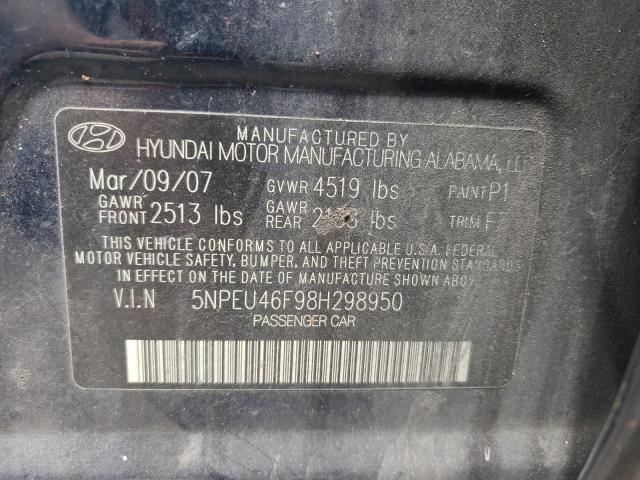 MANUFACTURED BY
HYUNDAI MOTOR MANUFACTURING ALABAMA,
Mar/09/07 GVWR 4519 lbs PAINT P1
GAWR FRONT 2513 lbs GAWR REAR lbs TRIM
THIS VEHICLE CONFORMS TO ALL APPLICABLE U.S.A. FEDERAL
MOTOR VEHICLE SAFETY, BUMPER, AND THEFT PREVENTION STANDARDS
IN EFFECT ON THE DATE OF MANUFACTURE SHOWN ABOVE
V.I.N 5NPEU46F98H298950
PASSENGER CAR